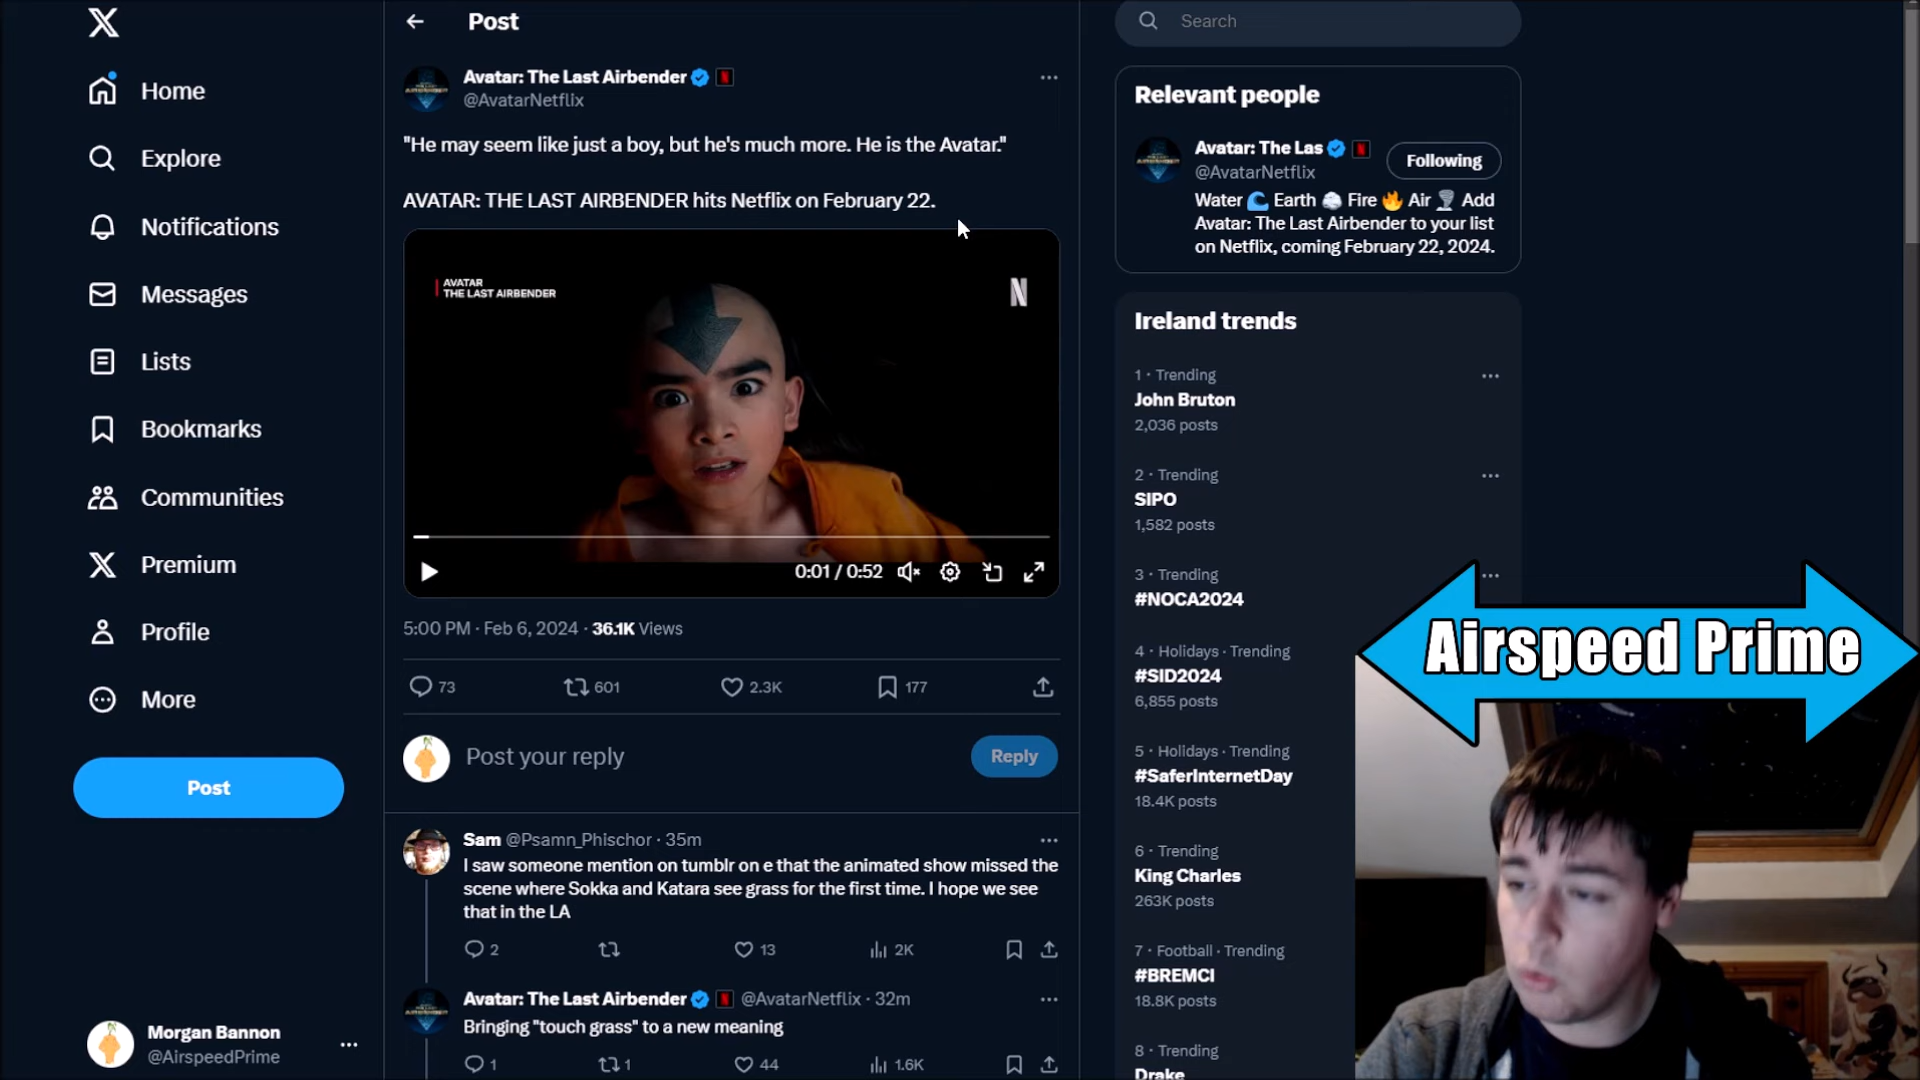 Home
Explore
Notifications
Messages
Lists
Bookmarks
Communities
Premium
Profile
More
Post
Morgan Bannon
@AirspeedPrime
Post
Avatar: The Last Airbender
@AvatarNetflix
"He may seem like just a boy, but he's much more. He is the Avatar."
AVATAR: THE LAST AIRBENDER hits Netflix on February 22.
AVATAR
THE LAST AIRBENDER
N
0:01 / 0:52
5:00 PM · Feb 6, 2024 · 36.1K Views
73 601 2.3K 177
Post your reply
Reply
Sam @Psamn_Phischor · 35m
I saw someone mention on tumblr on e that the animated show missed the
scene where Sokka and Katara see grass for the first time. I hope we see
that in the LA
2 13 2K
Avatar: The Last Airbender @AvatarNetflix · 32m
Bringing "touch grass" to a new meaning
1 1 44 1.6K
Search
Relevant people
Avatar: The Las
@AvatarNetflix
Following
Water 🌊 Earth 🪨 Fire 🔥 Air 🌪️ Add
Avatar: The Last Airbender to your list
on Netflix, coming February 22, 2024.
Ireland trends
1 · Trending
John Bruton
2,036 posts
2 · Trending
SIPO
1,582 posts
3 · Trending
#NOCA2024
4 · Holidays · Trending
#SID2024
6,855 posts
5 · Holidays · Trending
#SaferInternetDay
18.4K posts
6 · Trending
King Charles
263K posts
7 · Football · Trending
#BREMCI
18.8K posts
8 · Trending
Drake
Airspeed Prime